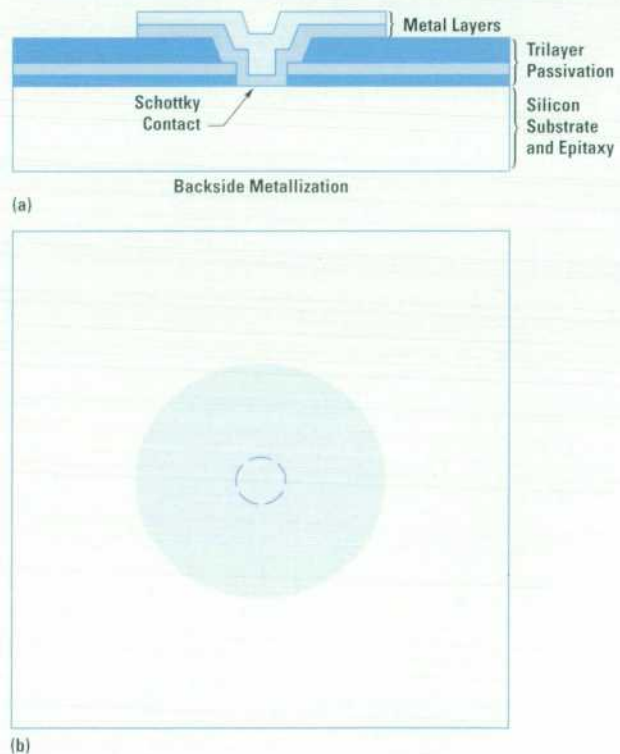 Metal Layers
Trilayer
Passivation
Schottky
Contact
Silicon
Substrate
and Epitaxy
Backside Metallization
(a)
(b)